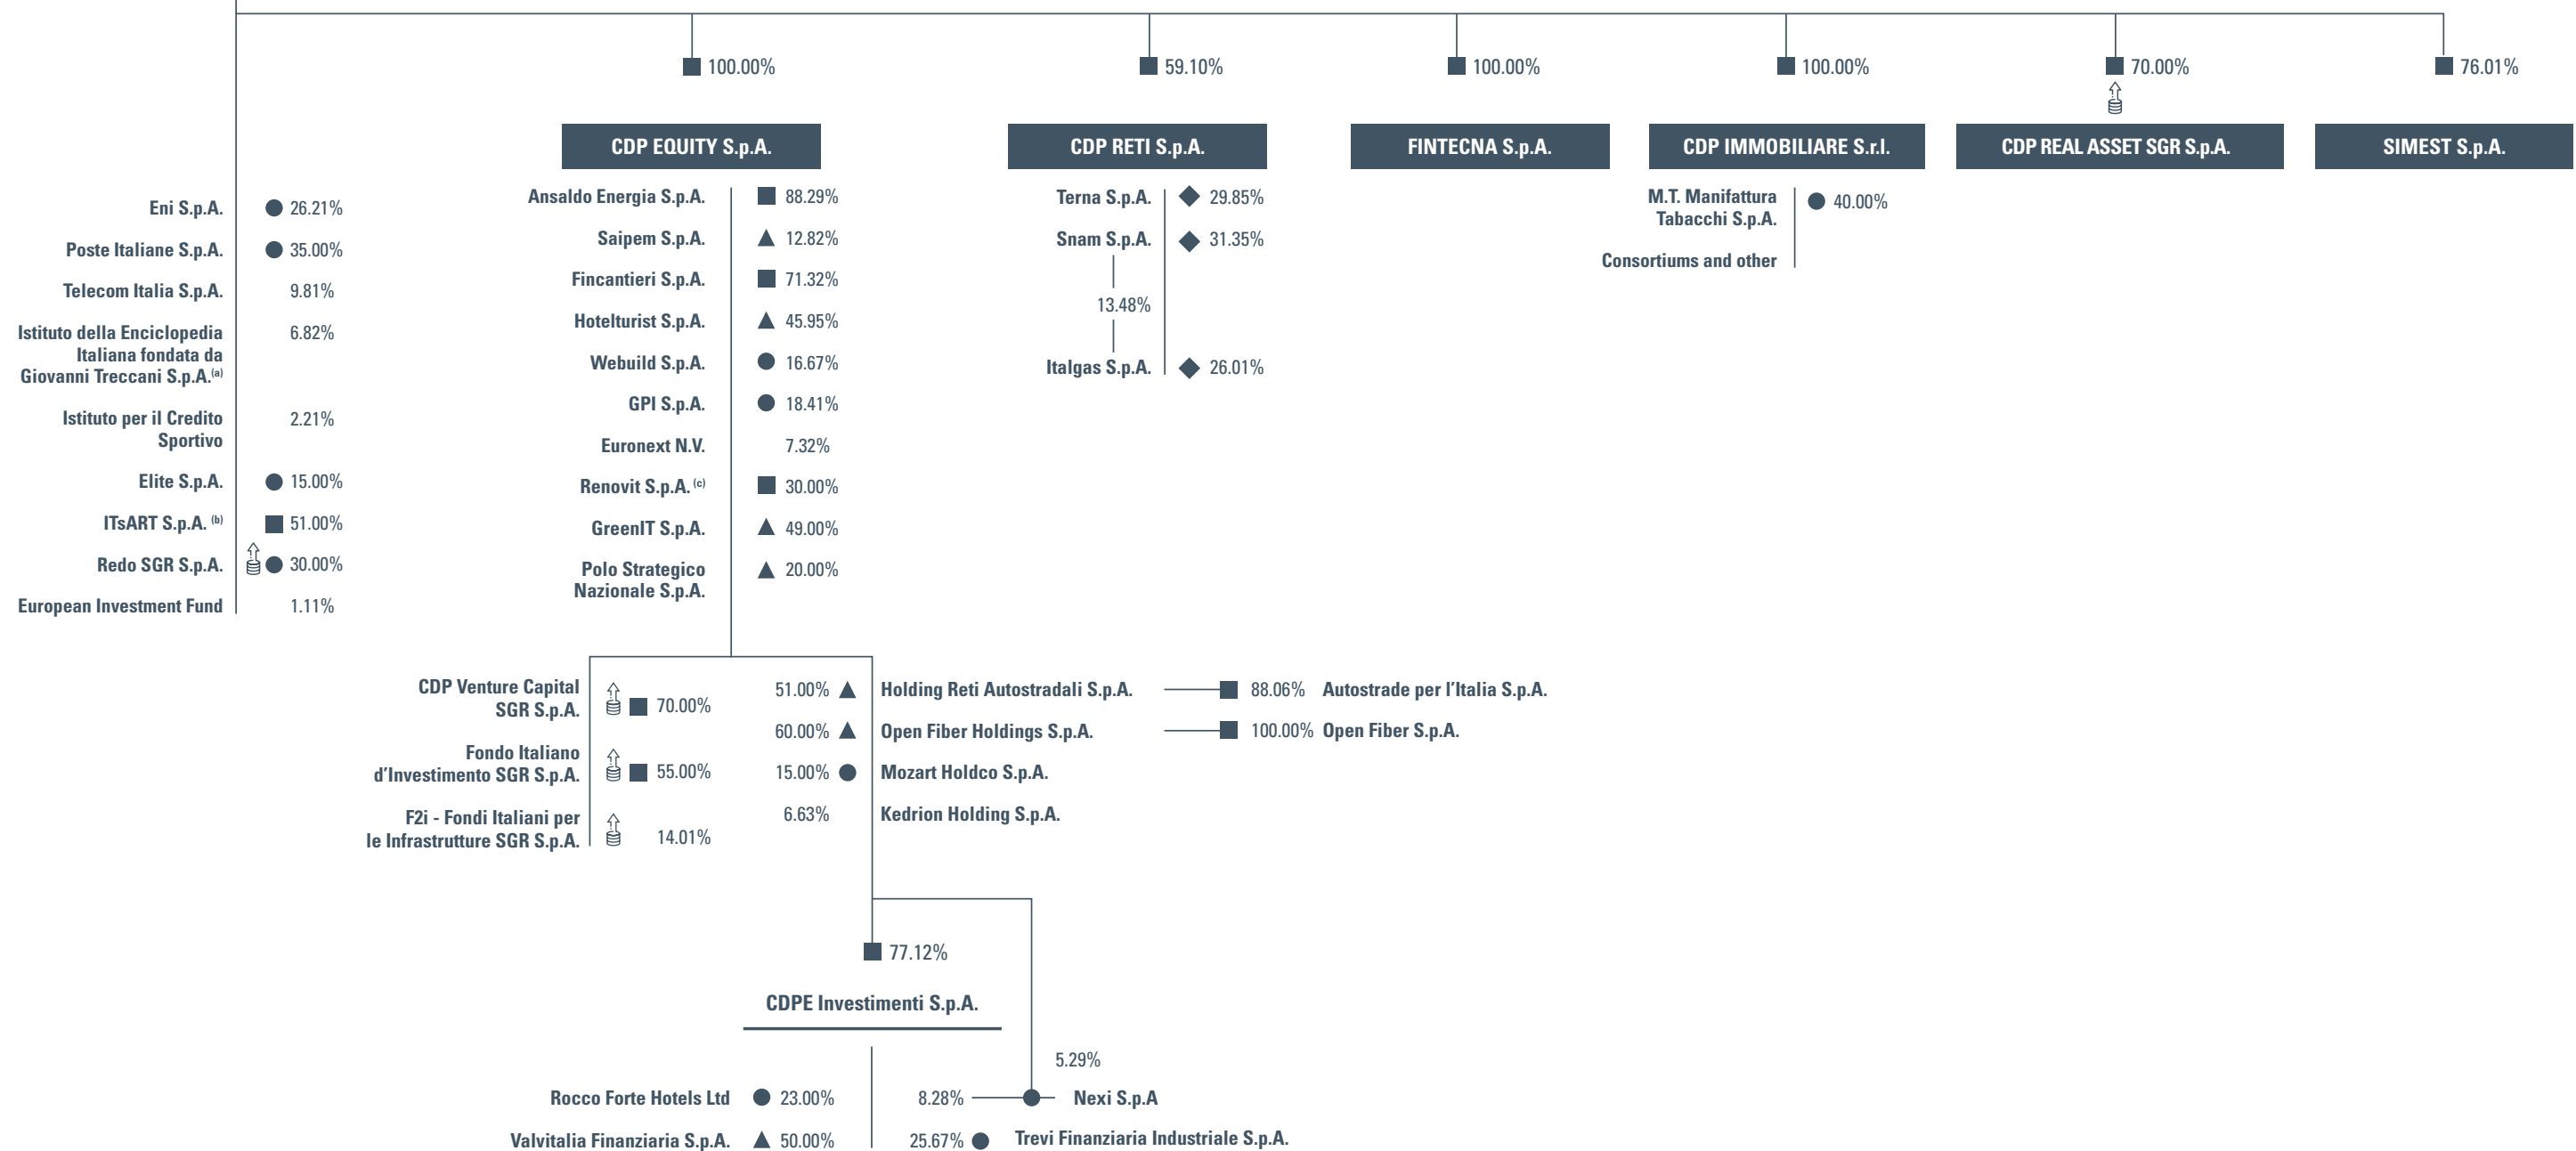 100.00%
59.10%
100.00%
100.00%
70.00%
76.01%
CDP EQUITY S.p.A.
CDP RETI S.p.A.
FINTECNA S.p.A.
CDP IMMOBILIARE S.r.l.
CDP REAL ASSET SGR S.p.A.
SIMEST S.p.A.
Eni S.p.A. 26.21%
Poste Italiane S.p.A. 35.00%
Telecom Italia S.p.A. 9.81%
Istituto della Enciclopedia 6.82%
Italiana fondata da
Giovanni Treccani S.p.A.(a)
Istituto per il Credito 2.21%
Sportivo
Elite S.p.A. 15.00%
ITsART S.p.A. (b) 51.00%
Redo SGR S.p.A. 30.00%
European Investment Fund 1.11%
Ansaldo Energia S.p.A. 88.29%
Saipem S.p.A. 12.82%
Fincantieri S.p.A. 71.32%
Hotelturist S.p.A. 45.95%
Webuild S.p.A. 16.67%
GPI S.p.A. 18.41%
Euronext N.V. 7.32%
Renovit S.p.A. (c) 30.00%
GreenIT S.p.A. 49.00%
Polo Strategico 20.00%
Nazionale S.p.A.
Terna S.p.A. 29.85%
Snam S.p.A. 31.35%
13.48%
Italgas S.p.A. 26.01%
M.T. Manifattura 40.00%
Tabacchi S.p.A.
Consortiums and other
CDP Venture Capital
SGR S.p.A. 70.00%
Fondo Italiano
d'Investimento SGR S.p.A. 55.00%
F2i - Fondi Italiani per
le Infrastrutture SGR S.p.A. 14.01%
51.00% Holding Reti Autostradali S.p.A. 88.06% Autostrade per l'Italia S.p.A.
60.00% Open Fiber Holdings S.p.A. 100.00% Open Fiber S.p.A.
15.00% Mozart Holdco S.p.A.
6.63% Kedrion Holding S.p.A.
77.12%
CDPE Investimenti S.p.A.
5.29%
Rocco Forte Hotels Ltd 23.00% 8.28% Nexi S.p.A
Valvitalia Finanziaria S.p.A. 50.00% 25.67% Trevi Finanziaria Industriale S.p.A.